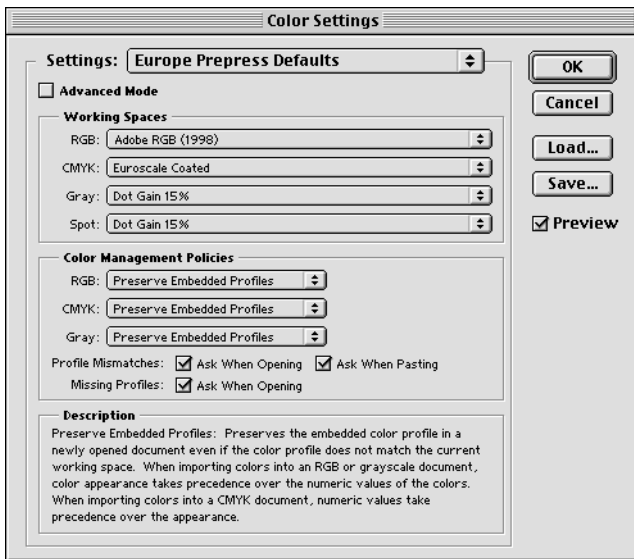 Color Settings
Settings: Europe Prepress Defaults
OK
Advanced Mode
Cancel
Working Spaces
RGB: Adobe RGB (1998)
Load...
CMYK: Euroscale Coated
Save...
Gray: Dot Gain 15%
Spot: Dot Gain 15%
Preview
Color Management Policies
RGB: Preserve Embedded Profiles
CMYK: Preserve Embedded Profiles
Gray: Preserve Embedded Profiles
Profile Mismatches: Ask When Opening Ask When Pasting
Missing Profiles: Ask When Opening
Description
Preserve Embedded Profiles: Preserves the embedded color profile in a
newly opened document even if the color profile does not match the current
working space. When importing colors into an RGB or grayscale document,
color appearance takes precedence over the numeric values of the colors.
When importing colors into a CMYK document, numeric values take
precedence over the appearance.